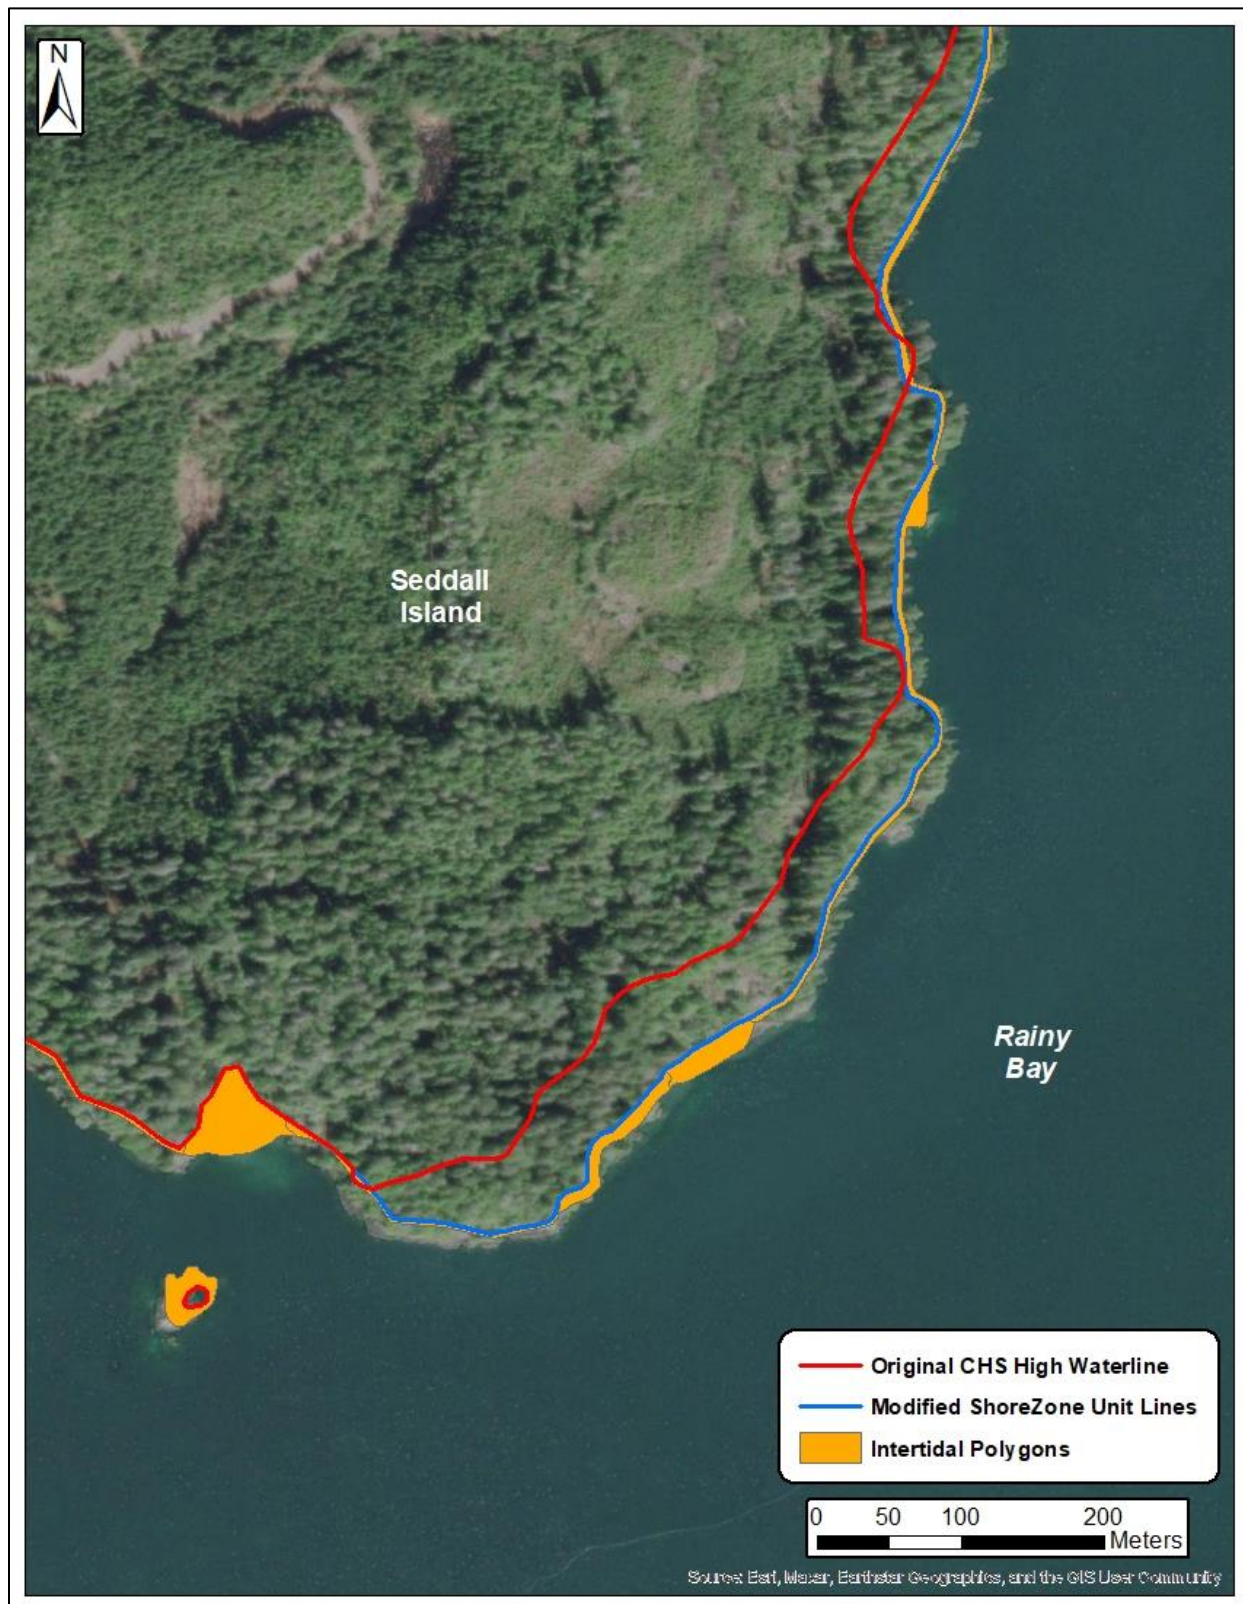 N
Seddall
Island
Rainy
Bay
Original CHS High Waterline
Modified ShoreZone Unit Lines
Intertidal Polygons
0 50 100 200
Meters
Source: Esri, Maxar, Earthstar Geographics, and the GIS User Community